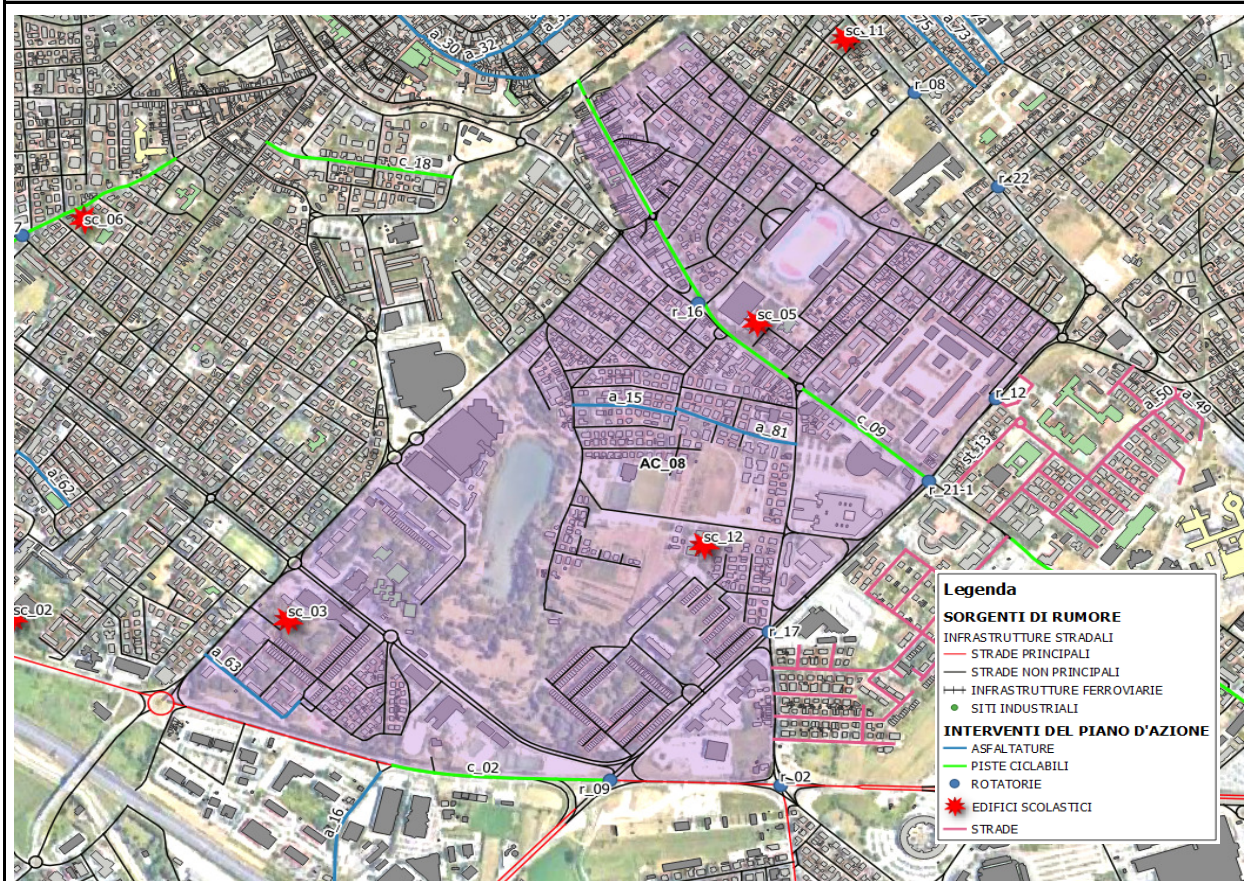 a_30
a_32
sc_11
a_75
a_73
r_08
r_22
c_18
sc_06
7
r_16
sc_05
a_15
a_81
c_09
AC_08
r_12
st_13
a_50
a_49
r_21-1
a_62
sc_12
sc_02
sc_03
r_17
a_63
c_02
r_09
r_02
a_16
Legenda
SORGENTI DI RUMORE
INFRASTRUTTURE STRADALI
STRADE PRINCIPALI
STRADE NON PRINCIPALI
INFRASTRUTTURE FERROVIARIE
SITI INDUSTRIALI
INTERVENTI DEL PIANO D'AZIONE
ASFALTATURE
PISTE CICLABILI
ROTATORIE
EDIFICI SCOLASTICI
STRADE